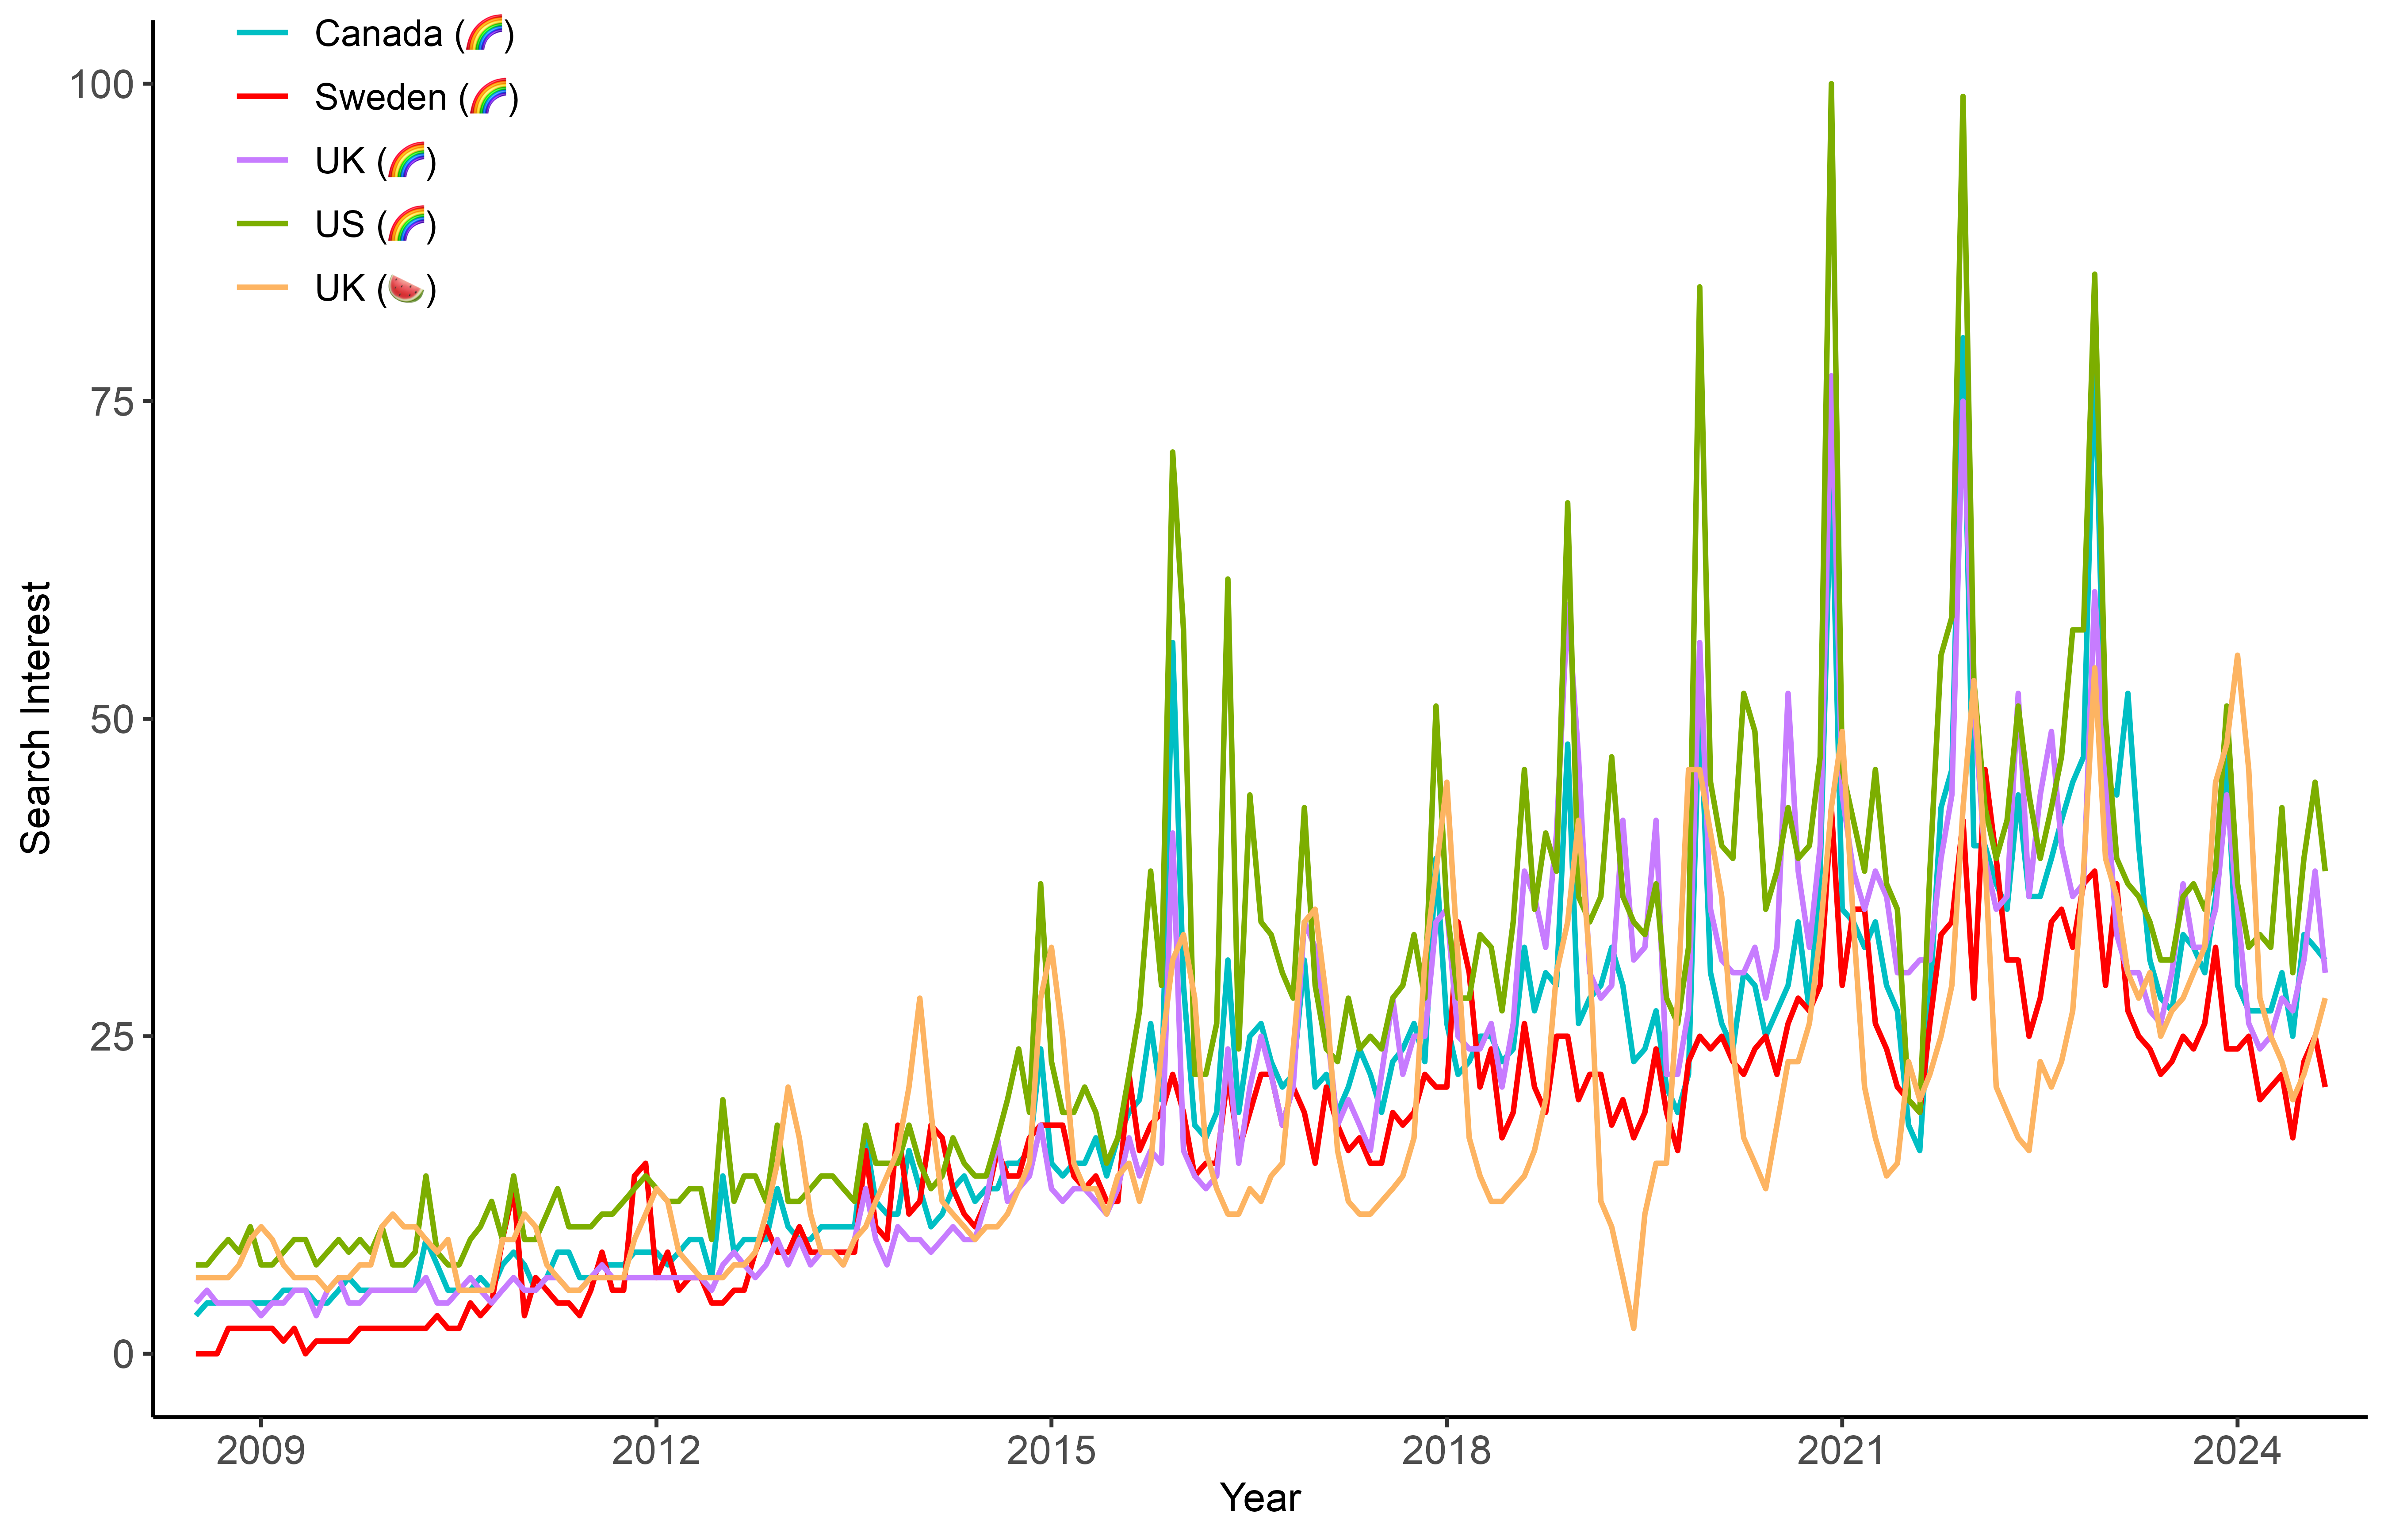 Canada (🌈)
Sweden (🌈)
UK (🌈)
US (🌈)
UK (🍉)
100
75
50
25
0
Search Interest
2009 2012 2015 2018 2021 2024
Year